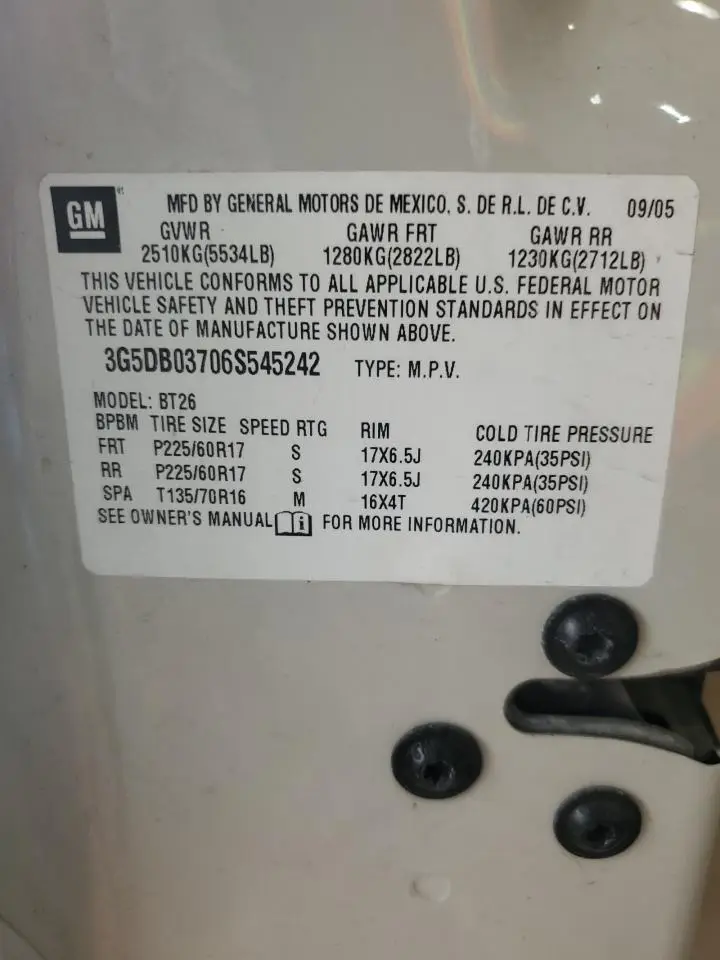 GM
MFD BY GENERAL MOTORS DE MEXICO, S. DE R.L. DE C.V. 09/05
GVWR GAWR FRT GAWR RR
2510KG(5534LB) 1280KG(2822LB) 1230KG(2712LB)
THIS VEHICLE CONFORMS TO ALL APPLICABLE U.S. FEDERAL MOTOR
VEHICLE SAFETY AND THEFT PREVENTION STANDARDS IN EFFECT ON
THE DATE OF MANUFACTURE SHOWN ABOVE.
3G5DB03706S545242 TYPE: M.P.V.
MODEL: BT26
BPBM TIRE SIZE SPEED RTG RIM COLD TIRE PRESSURE
FRT P225/60R17 S 17X6.5J 240KPA(35PSI)
RR P225/60R17 S 17X6.5J 240KPA(35PSI)
SPA T135/70R16 M 16X4T 420KPA(60PSI)
SEE OWNER'S MANUAL i FOR MORE INFORMATION.